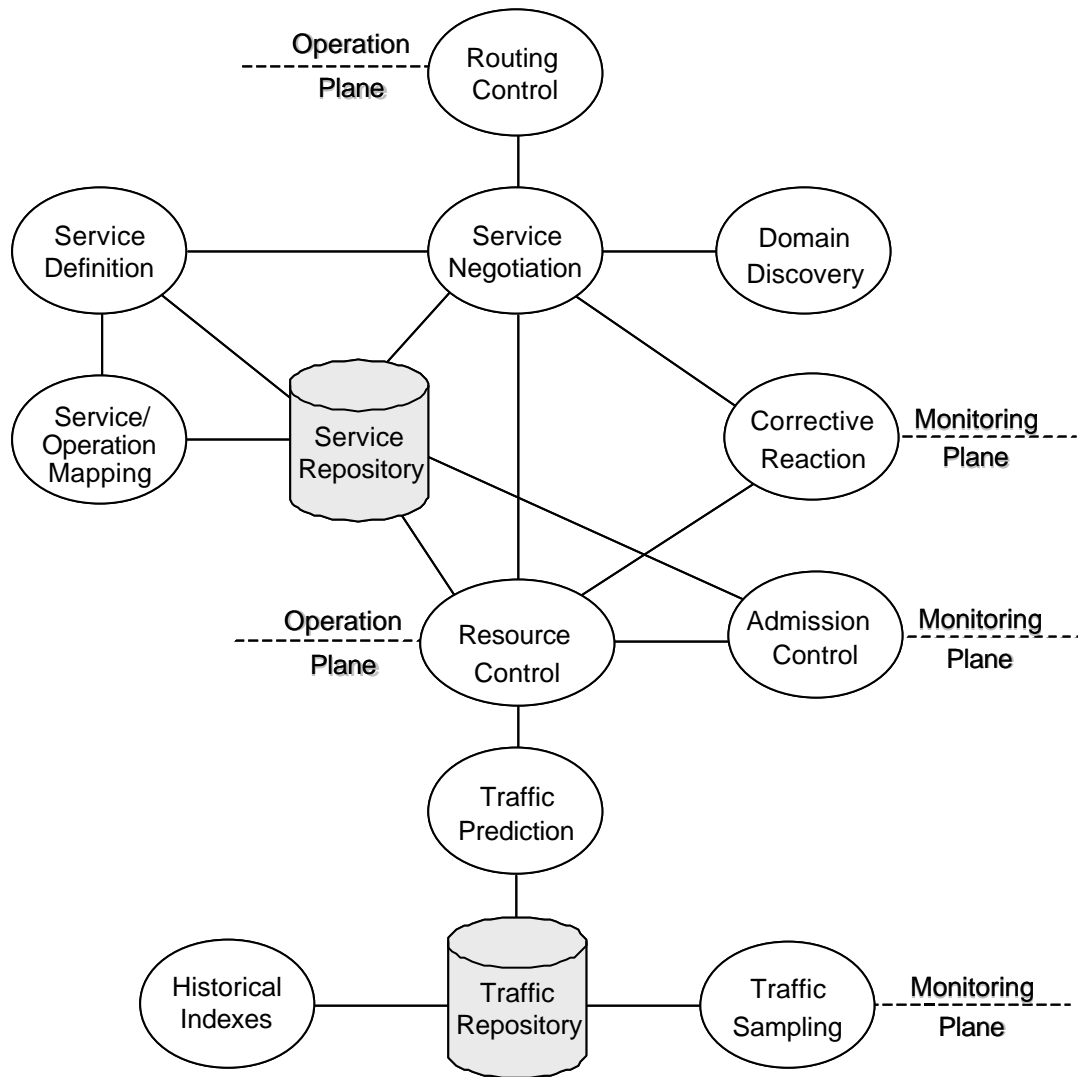 Operation
Plane
Routing
Control
Service
Definition
Service
Negotiation
Domain
Discovery
Service/
Operation
Mapping
Service
Repository
Corrective
Reaction
Monitoring
Plane
Operation
Plane
Resource
Control
Admission
Control
Monitoring
Plane
Traffic
Prediction
Historical
Indexes
Traffic
Repository
Traffic
Sampling
Monitoring
Plane